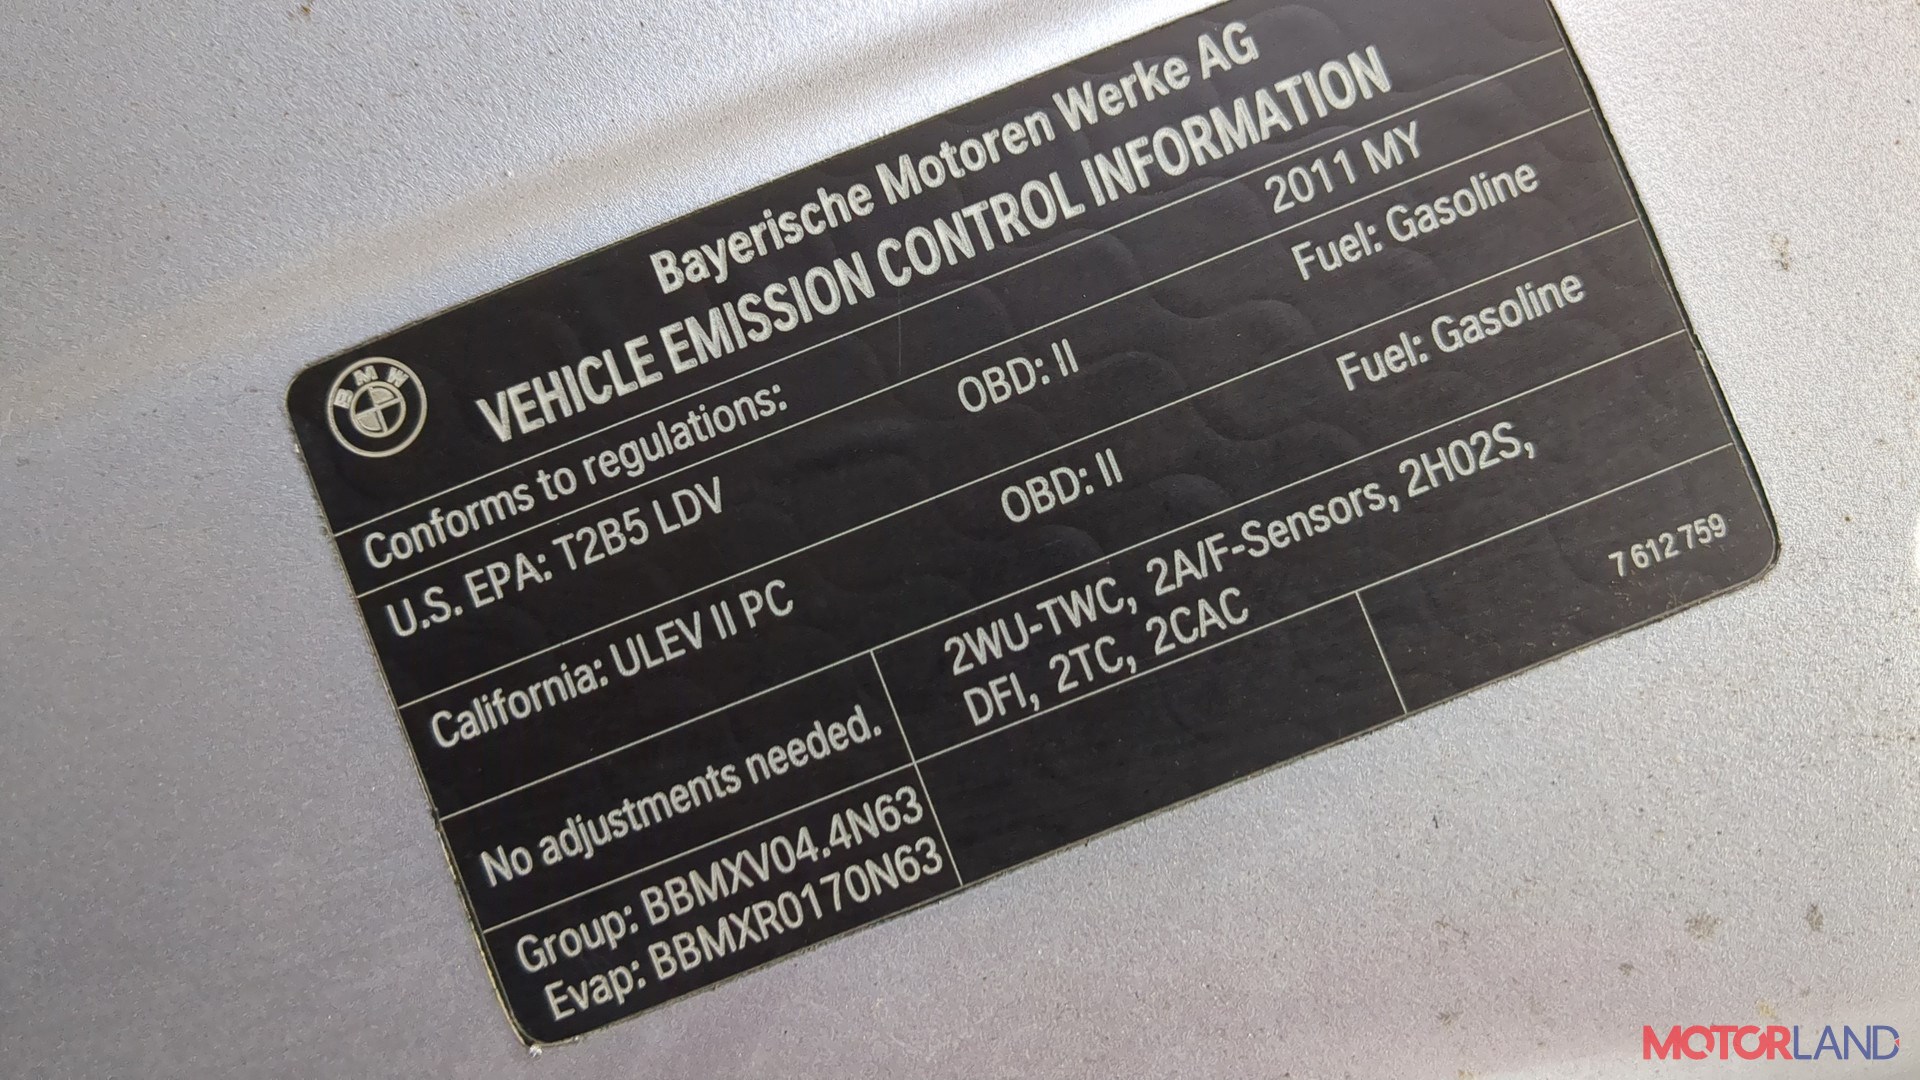 Bayerische Motoren Werke AG
BMW
VEHICLE EMISSION CONTROL INFORMATION
Conforms to regulations: 2011 MY
U.S. EPA: T2B5 LDV OBD: II Fuel: Gasoline
California: ULEV II PC OBD: II Fuel: Gasoline
No adjustments needed.
2WU-TWC, 2A/F-Sensors, 2HO2S,
DFI, 2TC, 2CAC
Group: BBMXV04.4N63
Evap: BBMXR0170N63
7 612 759
MOTORLAND